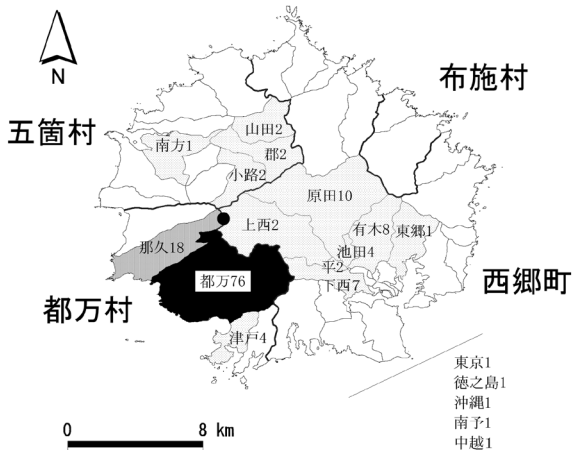 N
布施村
五箇村
山田2
南方1
郡2
小路2
原田10
上西2
有木8
東郷1
那久18
池田4
平2
都万76
下西7
西郷町
都万村
津戸4
東京1
徳之島1
沖縄1
南予1
中越1
0 8 km